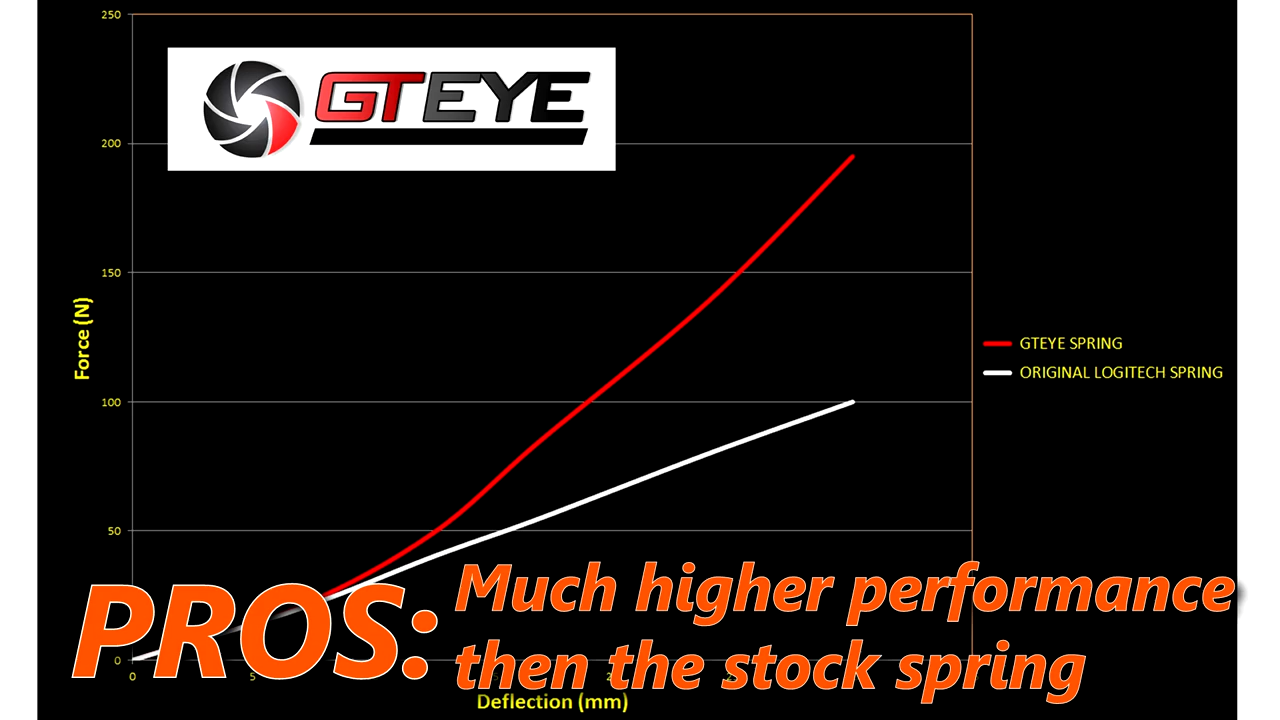 250
GTEYE
200
150
Force (N)
GTEYE SPRING
ORIGINAL LOGITECH SPRING
100
50
PROS: Much higher performance
then the stock spring
0
0
5
Deflection (mm)